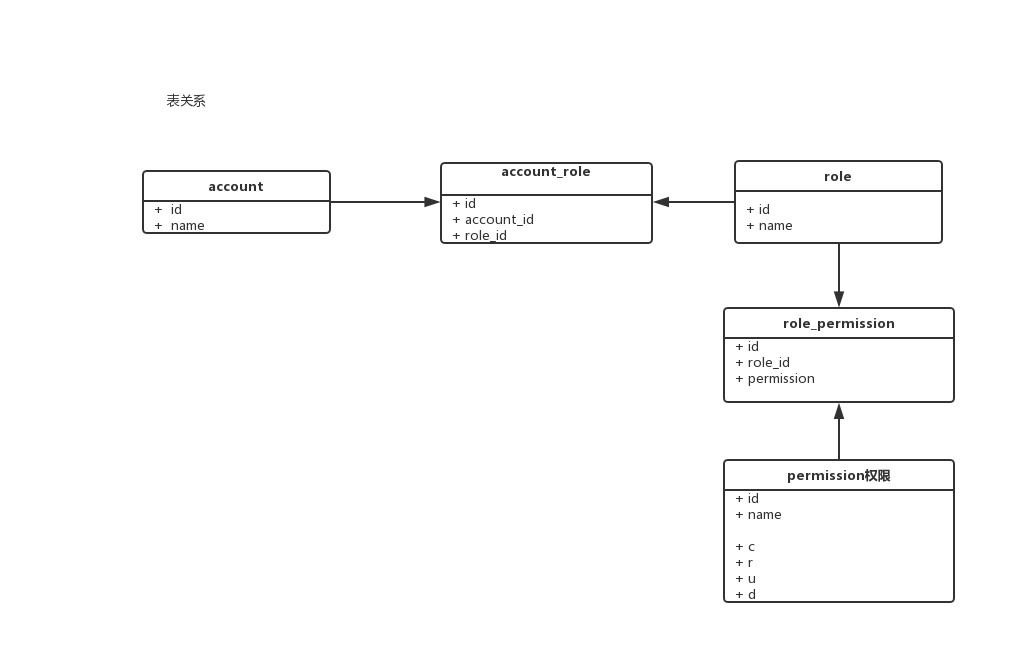 表关系
account
+ id
+ name
account_role
+ id
+ account_id
+ role_id
role
+ id
+ name
role_permission
+ id
+ role_id
+ permission
permission权限
+ id
+ name
+ c
+ r
+ u
+ d